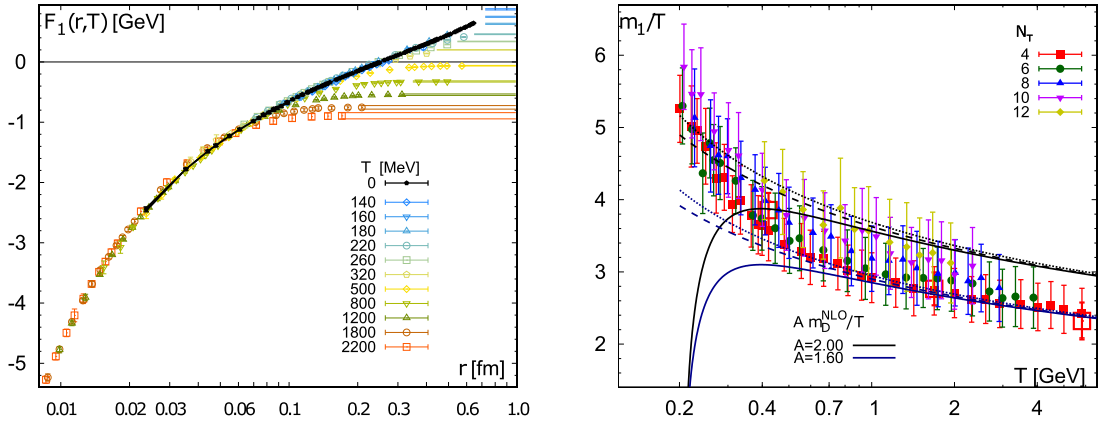 F₁(r,T) [GeV]
0
-1
-2
-3
-4
-5
T [MeV]
0
140
160
180
220
260
320
500
800
1200
1800
2200
r [fm]
0.01 0.02 0.03 0.06 0.1 0.2 0.3 0.6 1.0
m₁/T
6
5
4
3
2
Nτ
4
6
8
10
12
A m_D^NLO/T
A=2.00
A=1.60
T [GeV]
0.2 0.4 0.7 1 2 4